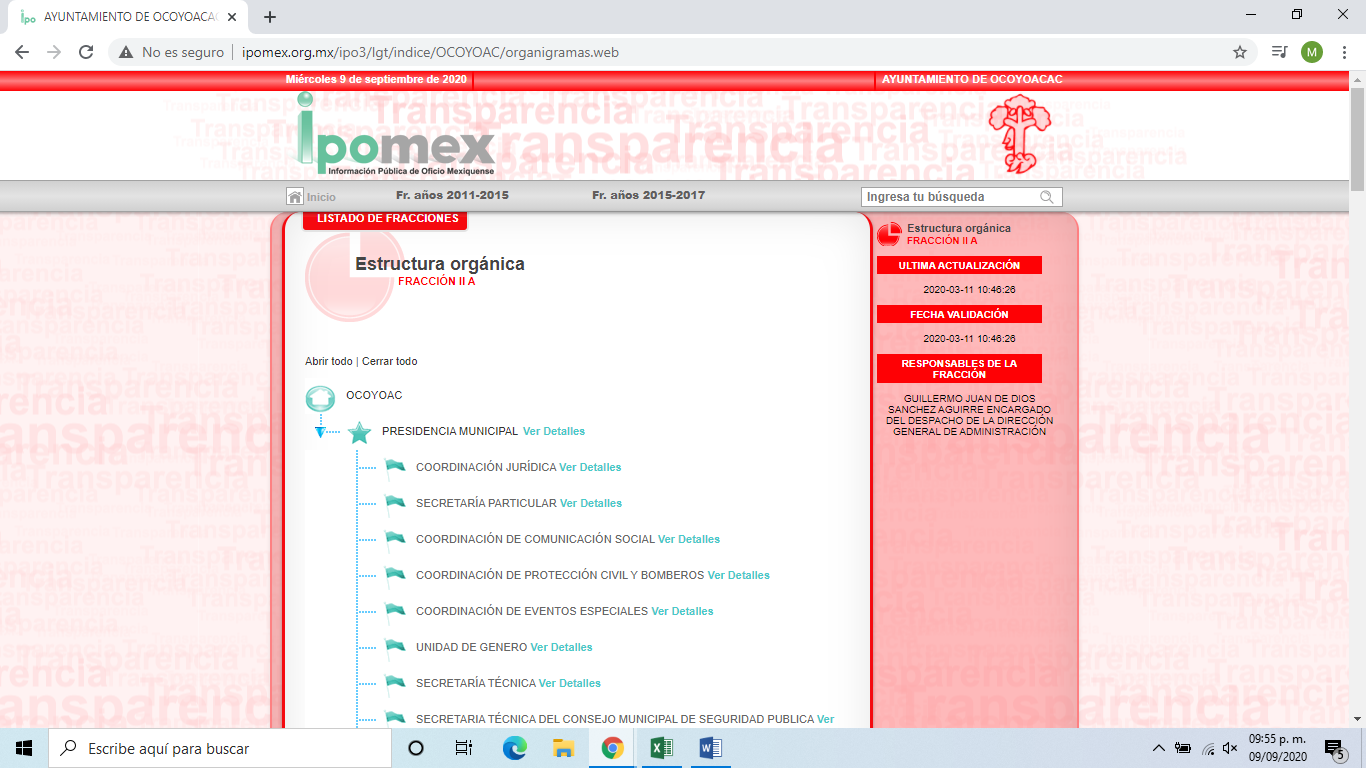 ipo AYUNTAMIENTO DE OCOYOACAC
No es seguro | ipomex.org.mx/ipo3/lgt/indice/OCOYOAC/organigramas.web
M
Miércoles 9 de septiembre de 2020
AYUNTAMIENTO DE OCOYOACAC
Transparencia
ipomex
Información Pública de Oficio Mexiquense
Inicio
Fr. años 2011-2015
Fr. años 2015-2017
Ingresa tu búsqueda
LISTADO DE FRACCIONES
Estructura orgánica
FRACCIÓN II A
Abrir todo | Cerrar todo
OCOYOAC
PRESIDENCIA MUNICIPAL Ver Detalles
COORDINACIÓN JURÍDICA Ver Detalles
SECRETARÍA PARTICULAR Ver Detalles
COORDINACIÓN DE COMUNICACIÓN SOCIAL Ver Detalles
COORDINACIÓN DE PROTECCIÓN CIVIL Y BOMBEROS Ver Detalles
COORDINACIÓN DE EVENTOS ESPECIALES Ver Detalles
UNIDAD DE GENERO Ver Detalles
SECRETARÍA TÉCNICA Ver Detalles
SECRETARIA TÉCNICA DEL CONSEJO MUNICIPAL DE SEGURIDAD PUBLICA Ver
Estructura orgánica
FRACCIÓN II A
ULTIMA ACTUALIZACIÓN
2020-03-11 10:46:26
FECHA VALIDACIÓN
2020-03-11 10:46:26
RESPONSABLES DE LA
FRACCIÓN
GUILLERMO JUAN DE DIOS
SANCHEZ AGUIRRE ENCARGADO
DEL DESPACHO DE LA DIRECCIÓN
GENERAL DE ADMINISTRACIÓN
Escribe aquí para buscar
09:55 p. m.
09/09/2020
5